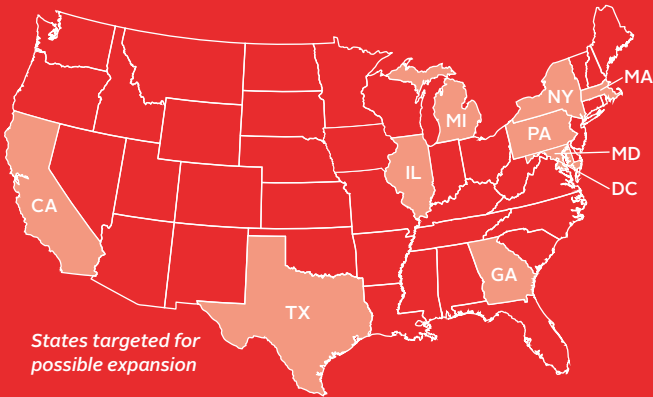 MA
NY
MI
PA
MD
IL
DC
CA
GA
TX
States targeted for
possible expansion